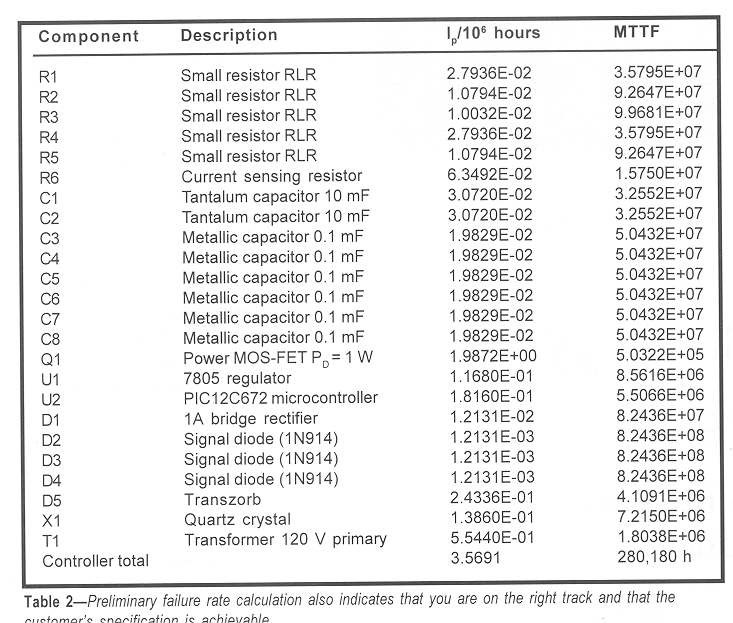 Component Description Ip/10⁶ hours MTTF
R1 Small resistor RLR 2.7936E-02 3.5795E+07
R2 Small resistor RLR 1.0794E-02 9.2647E+07
R3 Small resistor RLR 1.0032E-02 9.9681E+07
R4 Small resistor RLR 2.7936E-02 3.5795E+07
R5 Small resistor RLR 1.0794E-02 9.2647E+07
R6 Current sensing resistor 6.3492E-02 1.5750E+07
C1 Tantalum capacitor 10 mF 3.0720E-02 3.2552E+07
C2 Tantalum capacitor 10 mF 3.0720E-02 3.2552E+07
C3 Metallic capacitor 0.1 mF 1.9829E-02 5.0432E+07
C4 Metallic capacitor 0.1 mF 1.9829E-02 5.0432E+07
C5 Metallic capacitor 0.1 mF 1.9829E-02 5.0432E+07
C6 Metallic capacitor 0.1 mF 1.9829E-02 5.0432E+07
C7 Metallic capacitor 0.1 mF 1.9829E-02 5.0432E+07
C8 Metallic capacitor 0.1 mF 1.9829E-02 5.0432E+07
Q1 Power MOS-FET PD = 1 W 1.9872E+00 5.0322E+05
U1 7805 regulator 1.1680E-01 8.5616E+06
U2 PIC12C672 microcontroller 1.8160E-01 5.5066E+06
D1 1A bridge rectifier 1.2131E-02 8.2436E+07
D2 Signal diode (1N914) 1.2131E-03 8.2436E+08
D3 Signal diode (1N914) 1.2131E-03 8.2436E+08
D4 Signal diode (1N914) 1.2131E-03 8.2436E+08
D5 Transzorb 2.4336E-01 4.1091E+06
X1 Quartz crystal 1.3860E-01 7.2150E+06
T1 Transformer 120 V primary 5.5440E-01 1.8038E+06
Controller total 3.5691 280,180 h
Table 2—Preliminary failure rate calculation also indicates that you are on the right track and that the
customer's specification is achievable